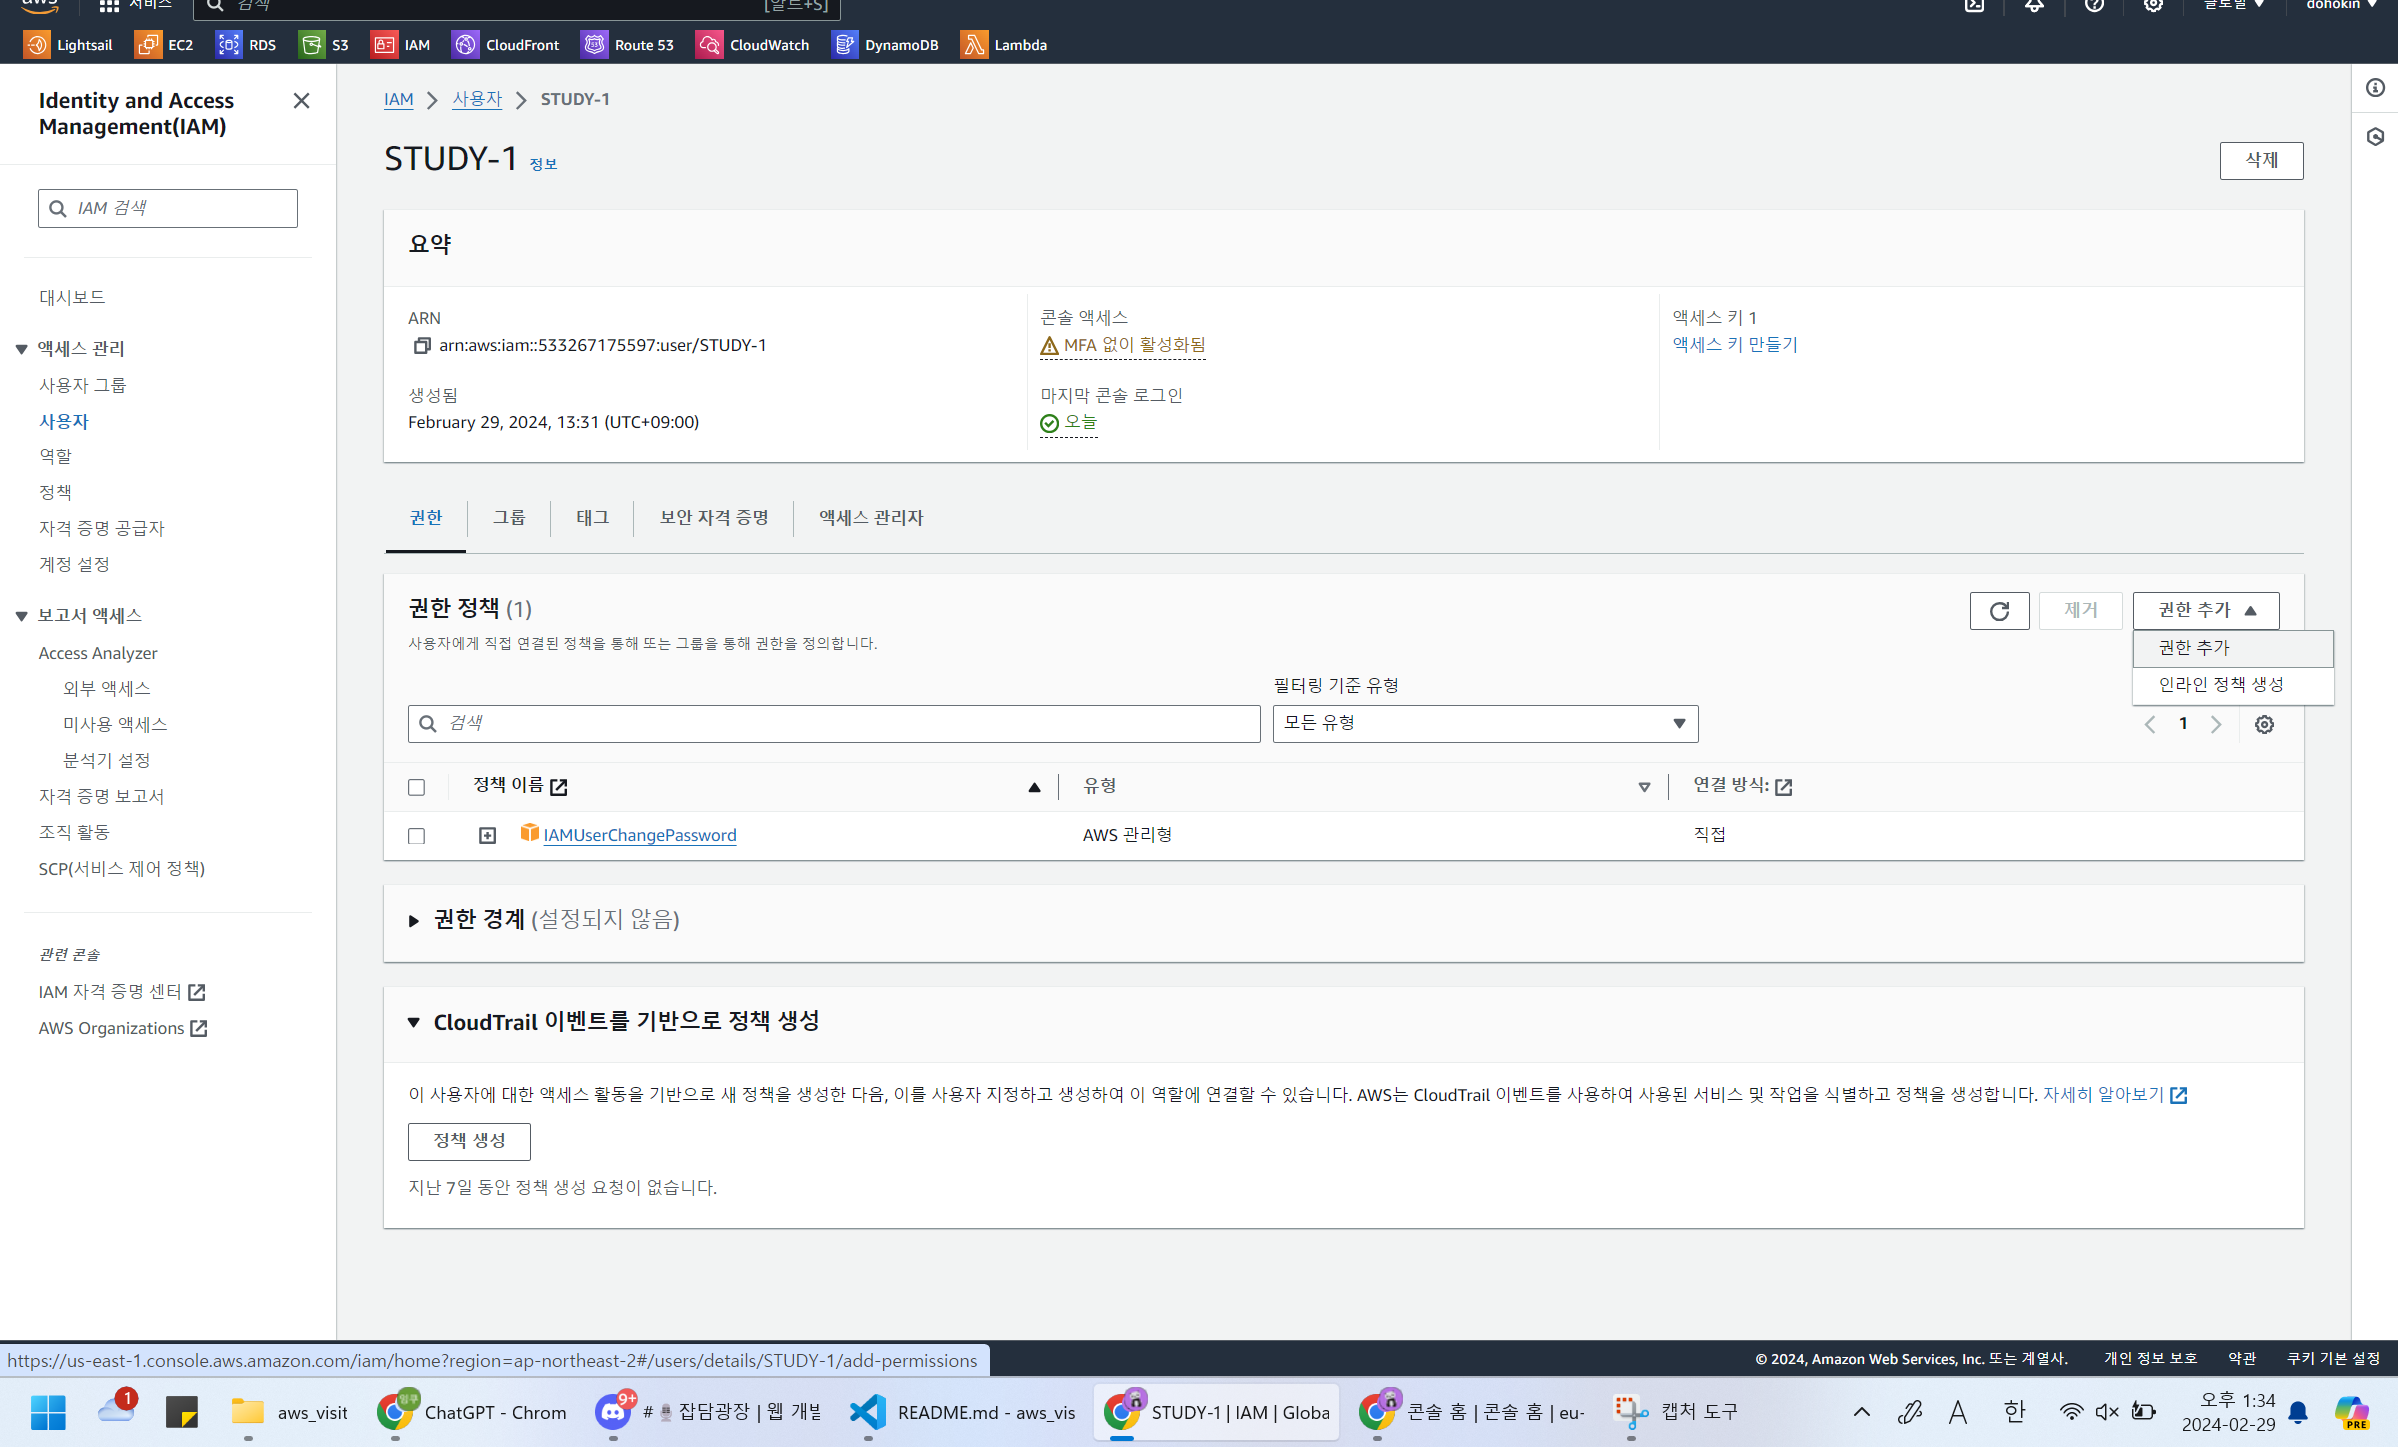 aws
서비스
검색
[알트+S]
글로벌
dohokin
Lightsail
EC2
RDS
S3
IAM
CloudFront
Route 53
CloudWatch
DynamoDB
Lambda
Identity and Access
Management(IAM)
IAM 검색
대시보드
액세스 관리
사용자 그룹
사용자
역할
정책
자격 증명 공급자
계정 설정
보고서 액세스
Access Analyzer
외부 액세스
미사용 액세스
분석기 설정
자격 증명 보고서
조직 활동
SCP(서비스 제어 정책)
관련 콘솔
IAM 자격 증명 센터
AWS Organizations
IAM
사용자
STUDY-1
STUDY-1 정보
삭제
요약
ARN
arn:aws:iam::533267175597:user/STUDY-1
생성됨
February 29, 2024, 13:31 (UTC+09:00)
콘솔 액세스
MFA 없이 활성화됨
마지막 콘솔 로그인
오늘
액세스 키 1
액세스 키 만들기
권한
그룹
태그
보안 자격 증명
액세스 관리자
권한 정책 (1)
사용자에게 직접 연결된 정책을 통해 또는 그룹을 통해 권한을 정의합니다.
제거
권한 추가
권한 추가
인라인 정책 생성
필터링 기준 유형
검색
모든 유형
1
정책 이름
유형
연결 방식:
IAMUserChangePassword
AWS 관리형
직접
권한 경계 (설정되지 않음)
CloudTrail 이벤트를 기반으로 정책 생성
이 사용자에 대한 액세스 활동을 기반으로 새 정책을 생성한 다음, 이를 사용자 지정하고 생성하여 이 역할에 연결할 수 있습니다. AWS는 CloudTrail 이벤트를 사용하여 사용된 서비스 및 작업을 식별하고 정책을 생성합니다. 자세히 알아보기
정책 생성
지난 7일 동안 정책 생성 요청이 없습니다.
https://us-east-1.console.aws.amazon.com/iam/home?region=ap-northeast-2#/users/details/STUDY-1/add-permissions
© 2024, Amazon Web Services, Inc. 또는 계열사.
개인 정보 보호
약관
쿠키 기본 설정
1
aws_visit
ChatGPT - Chrom
9+
# 잡담광장 | 웹 개발
README.md - aws_vis
STUDY-1 | IAM | Globa
콘솔 홈 | 콘솔 홈 | eu-
캡처 도구
A
한
오후 1:34
2024-02-29
PRE